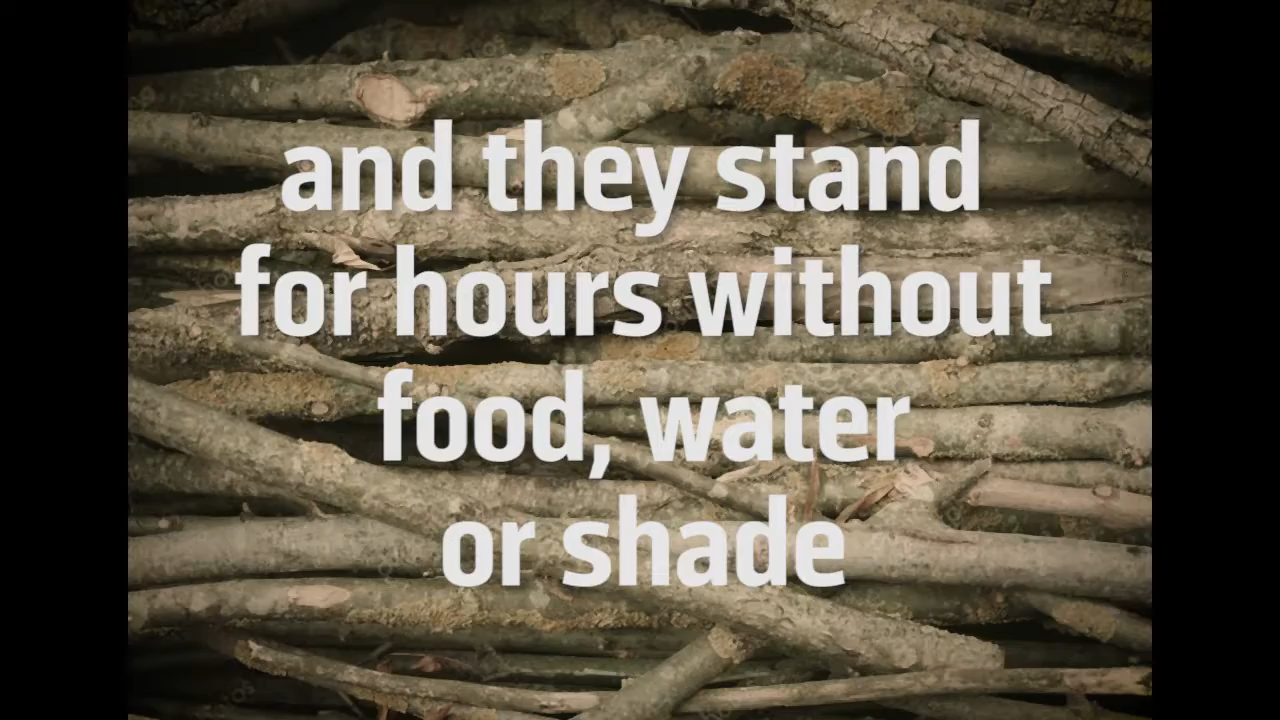 and they stand
for hours without
food, water
or shade